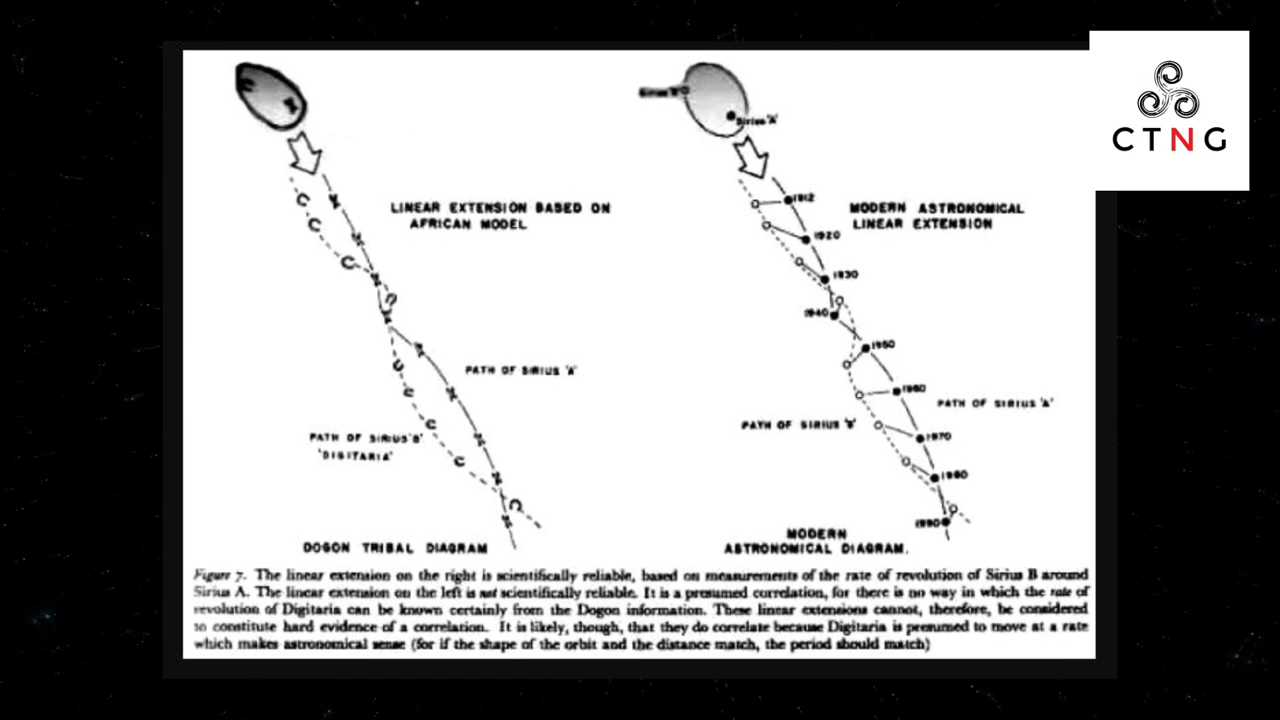 CTNG
Sirius 'B'
Sirius 'A'
LINEAR EXTENSION BASED ON
AFRICAN MODEL
1912
MODERN ASTRONOMICAL
LINEAR EXTENSION
1920
1930
1940
1950
PATH OF SIRIUS 'A'
1960
PATH OF SIRIUS 'A'
PATH OF SIRIUS 'B'
PATH OF SIRIUS 'B'
'DIGITARIA'
1970
1980
1990
DOGON TRIBAL DIAGRAM
MODERN
ASTRONOMICAL DIAGRAM.
Figure 7. The linear extension on the right is scientifically reliable, based on measurements of the rate of revolution of Sirius B around
Sirius A. The linear extension on the left is not scientifically reliable. It is a presumed correlation, for there is no way in which the rate of
revolution of Digitaria can be known certainly from the Dogon information. These linear extensions cannot, therefore, be considered
to constitute hard evidence of a correlation. It is likely, though, that they do correlate because Digitaria is presumed to move at a rate
which makes astronomical sense (for if the shape of the orbit and the distance match, the period should match)